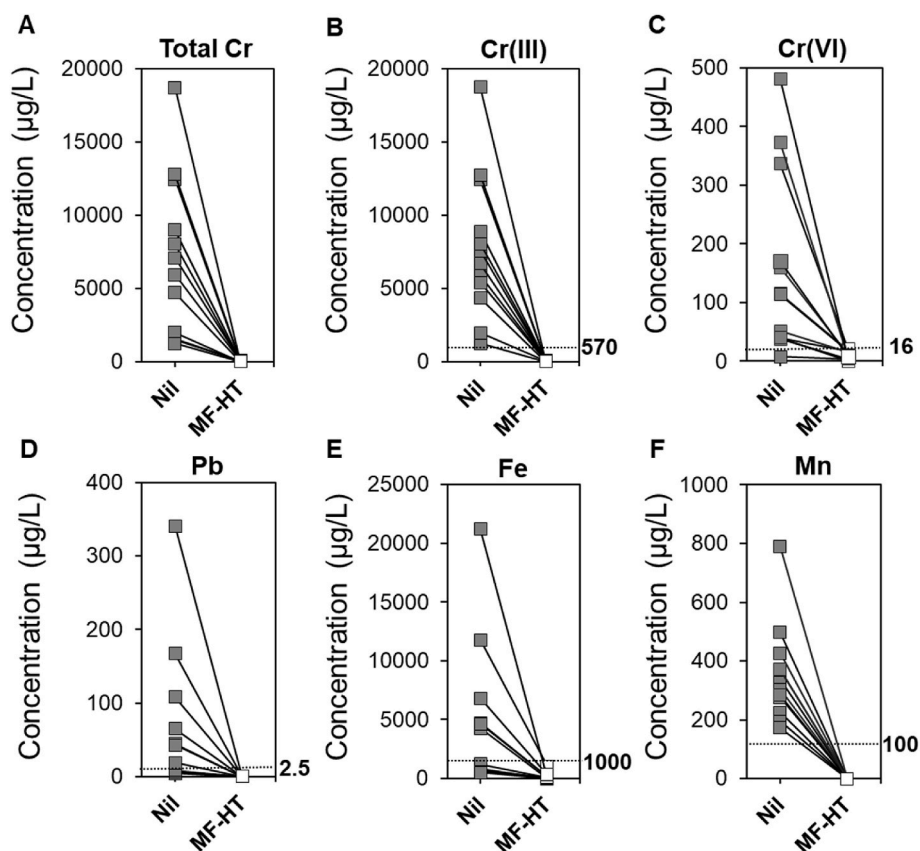 A
Total Cr
Concentration (µg/L)
20000
15000
10000
5000
0
Nil
MF-HT
B
Cr(III)
Concentration (µg/L)
20000
15000
10000
5000
0
570
Nil
MF-HT
C
Cr(VI)
Concentration (µg/L)
500
400
300
200
100
0
16
Nil
MF-HT
D
Pb
Concentration (µg/L)
400
300
200
100
0
2.5
Nil
MF-HT
E
Fe
Concentration (µg/L)
25000
20000
15000
10000
5000
0
1000
Nil
MF-HT
F
Mn
Concentration (µg/L)
1000
800
600
400
200
0
100
Nil
MF-HT